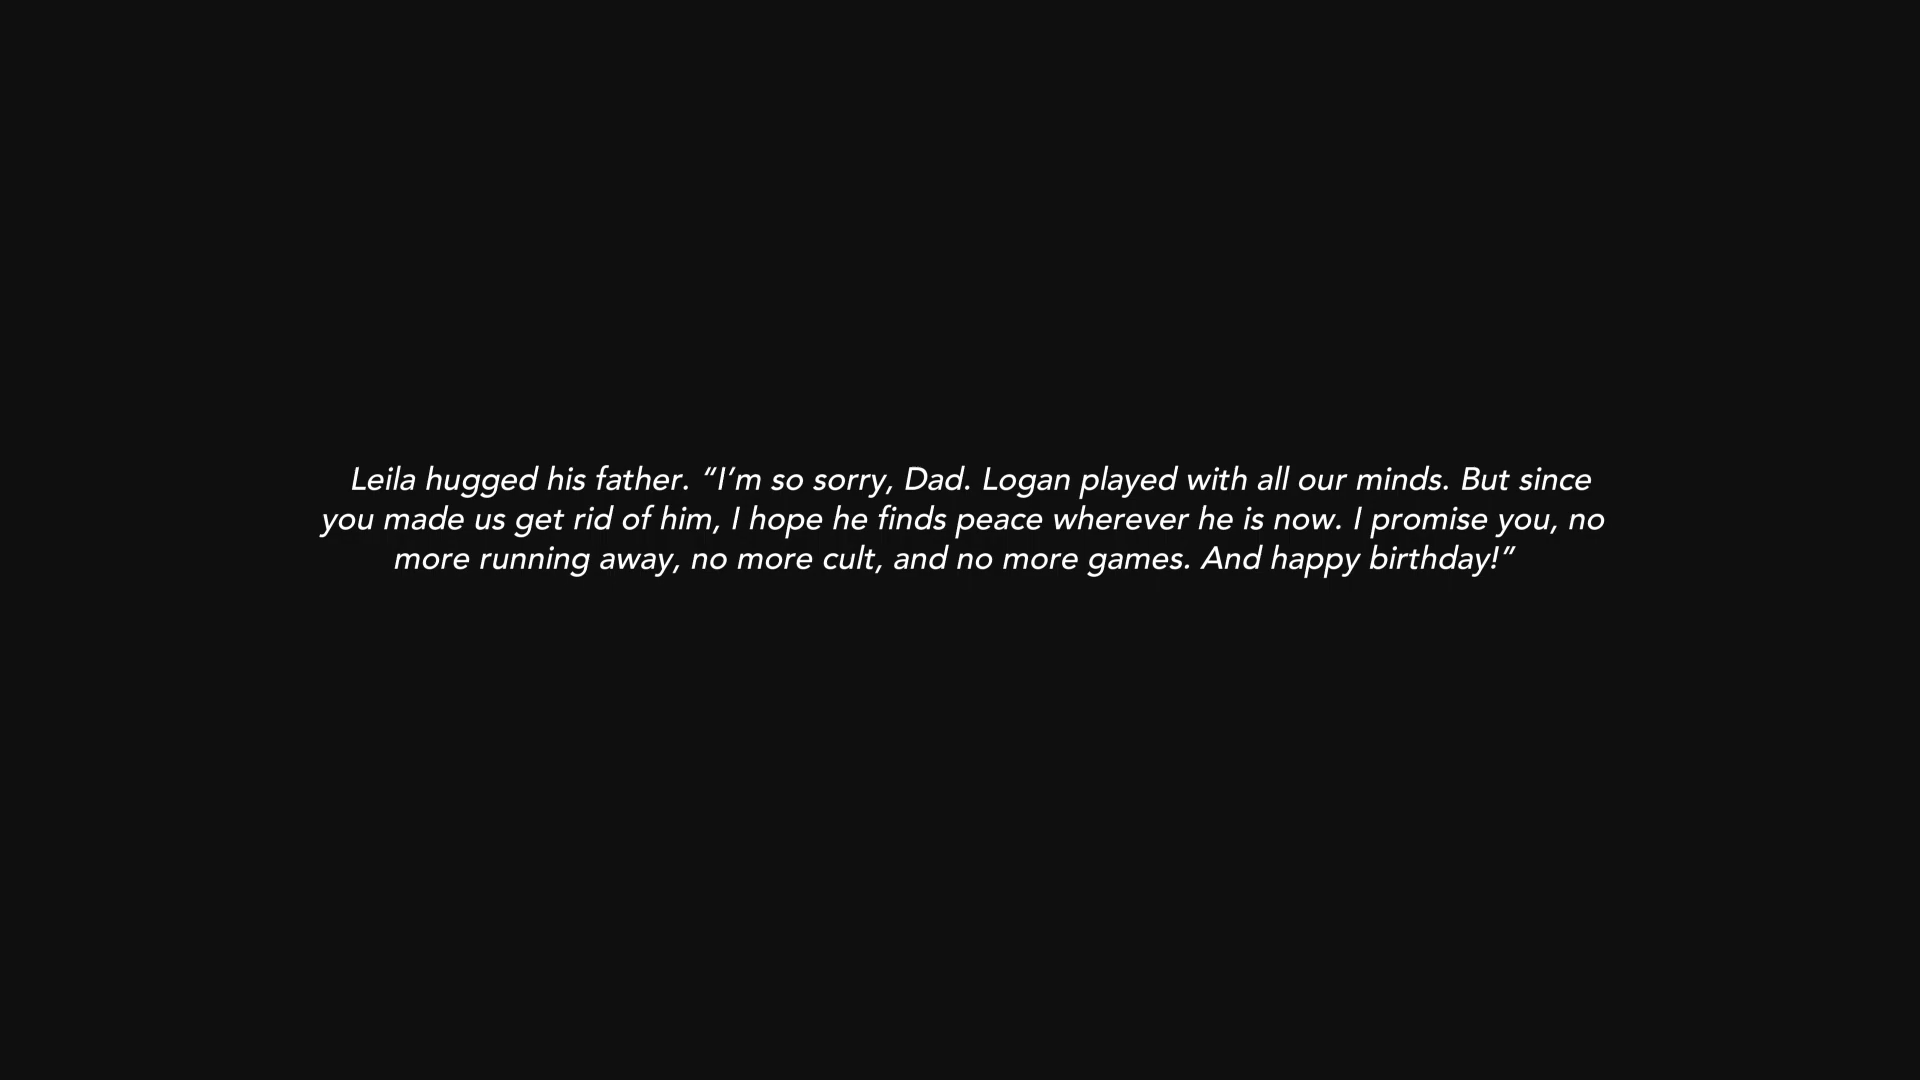 Leila hugged his father. “I’m so sorry, Dad. Logan played with all our minds. But since
you made us get rid of him, I hope he finds peace wherever he is now. I promise you, no
more running away, no more cult, and no more games. And happy birthday!”